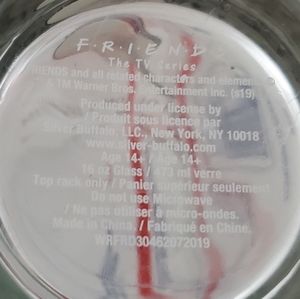 F·R·I·E·N·D
The TV Series
FRIENDS and all related characters and element
& TM Warner Bros. Entertainment Inc. (s19)
Produced under license by
/ Produit sous licence par
Silver Buffalo, LLC., New York, NY 10018
www.silver-buffalo.com
Age 14+ / Age 14+
16 oz Glass / 473 ml verre
Top rack only / Panier supérieur seulement
Do not use Microwave
/ Ne pas utiliser à micro-ondes.
Made in China. / Fabriqué en Chine.
WRFRD30462072019